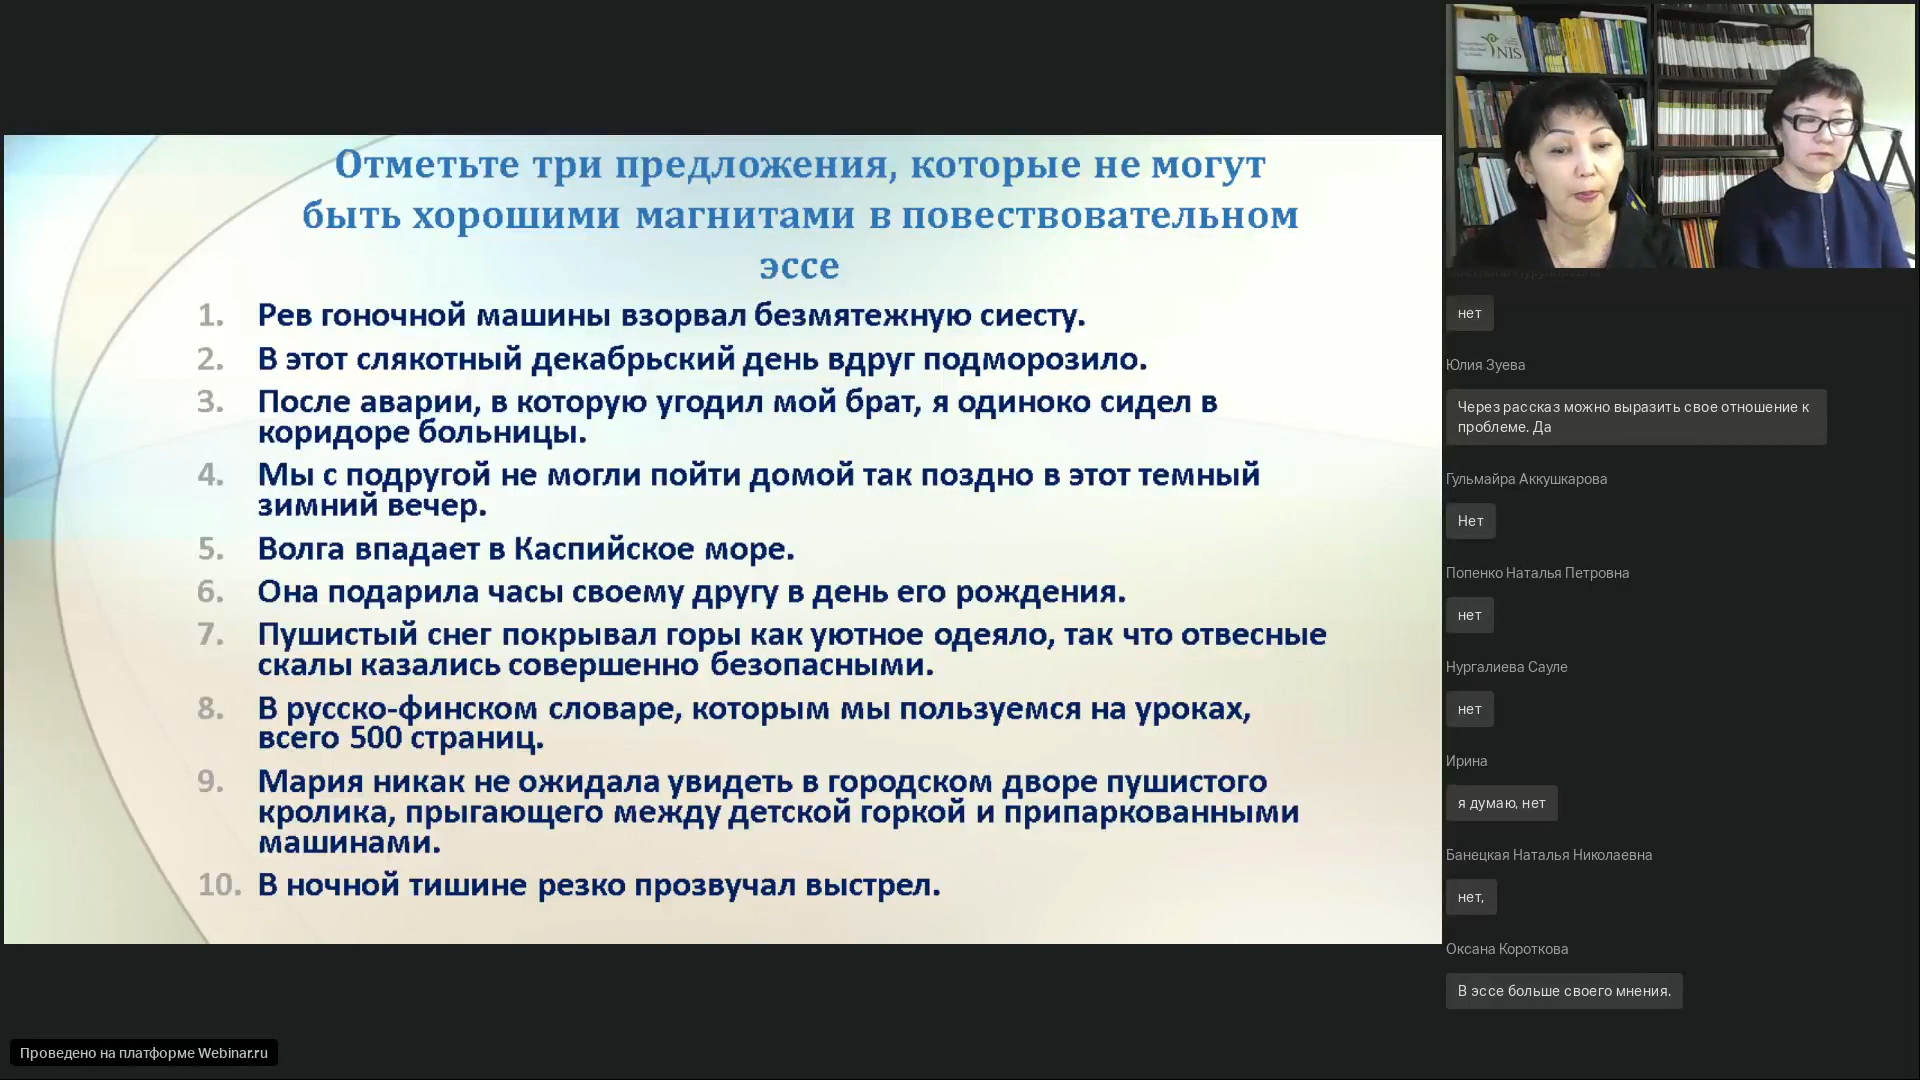 Отметьте три предложения, которые не могут
быть хорошими магнитами в повествовательном
эссе
1. Рев гоночной машины взорвал безмятежную сиесту.
2. В этот слякотный декабрьский день вдруг подморозило.
3. После аварии, в которую угодил мой брат, я одиноко сидел в
коридоре больницы.
4. Мы с подругой не могли пойти домой так поздно в этот темный
зимний вечер.
5. Волга впадает в Каспийское море.
6. Она подарила часы своему другу в день его рождения.
7. Пушистый снег покрывал горы как уютное одеяло, так что отвесные
скалы казались совершенно безопасными.
8. В русско-финском словаре, которым мы пользуемся на уроках,
всего 500 страниц.
9. Мария никак не ожидала увидеть в городском дворе пушистого
кролика, прыгающего между детской горкой и припаркованными
машинами.
10. В ночной тишине резко прозвучал выстрел.
Проведено на платформе Webinar.ru
NIS
нет
Юлия Зуева
Через рассказ можно выразить свое отношение к
проблеме. Да
Гульмайра Аккушкарова
Нет
Попенко Наталья Петровна
нет
Нургалиева Сауле
нет
Ирина
я думаю, нет
Банецкая Наталья Николаевна
нет,
Оксана Короткова
В эссе больше своего мнения.